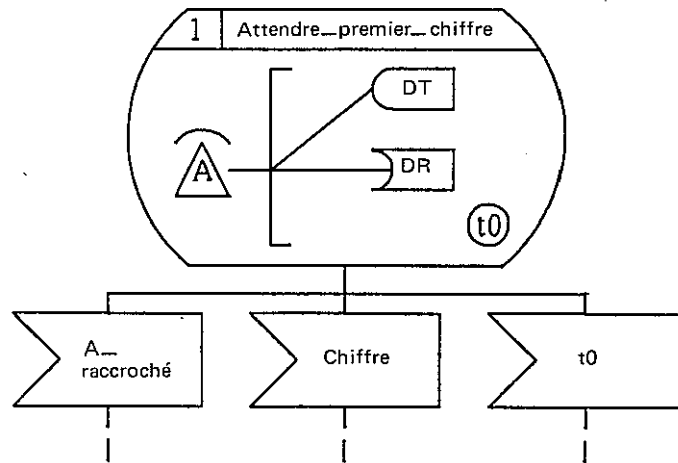 1 Attendre_premier_chiffre
DT
A
DR
t0
A_
raccroché
Chiffre
t0